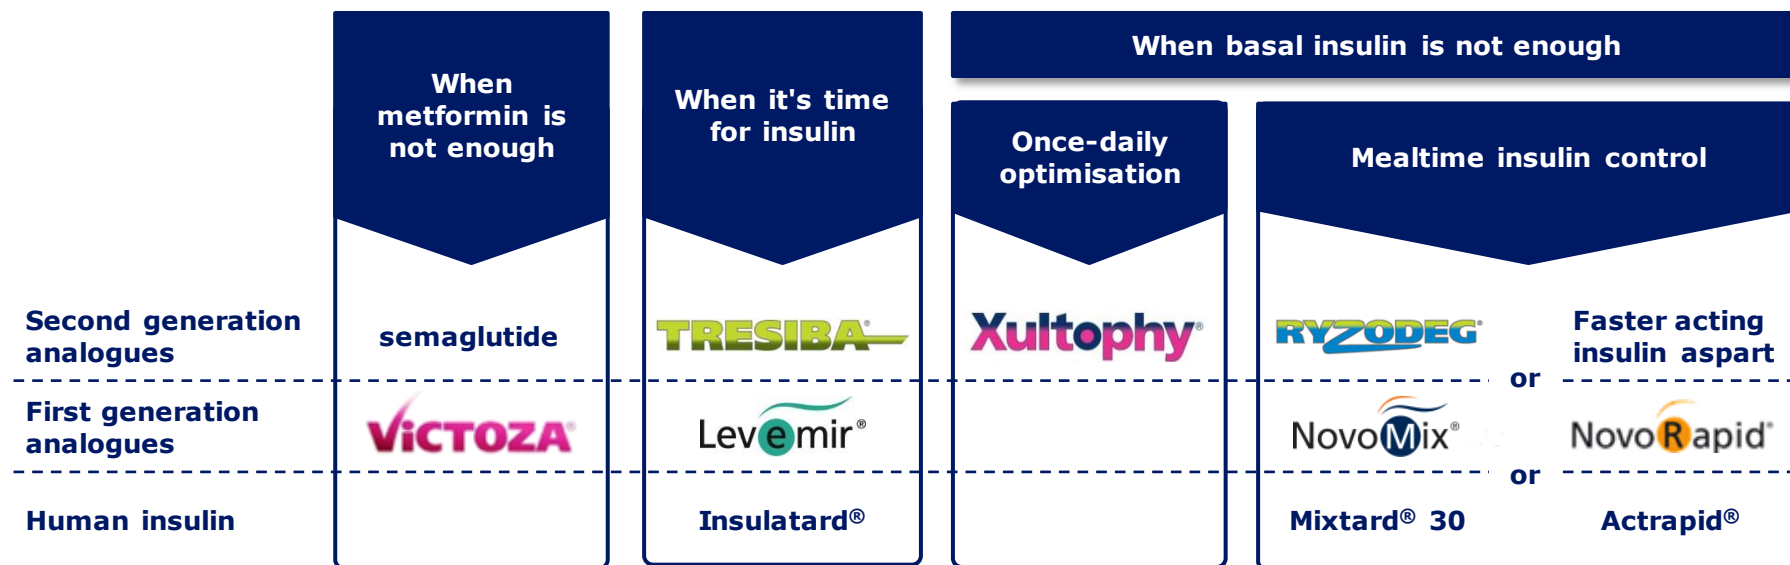 When basal insulin is not enough
When
metformin is
not enough
When it's time
for insulin
Once-daily
optimisation
Mealtime insulin control
Second generation
analogues
semaglutide
TRESIBA®
Xultophy®
RYZODEG®
Faster acting
insulin aspart
or
First generation
analogues
VICTOZA®
Levemir®
NovoMix®
NovoRapid®
or
Human insulin
Insulatard®
Mixtard® 30
Actrapid®